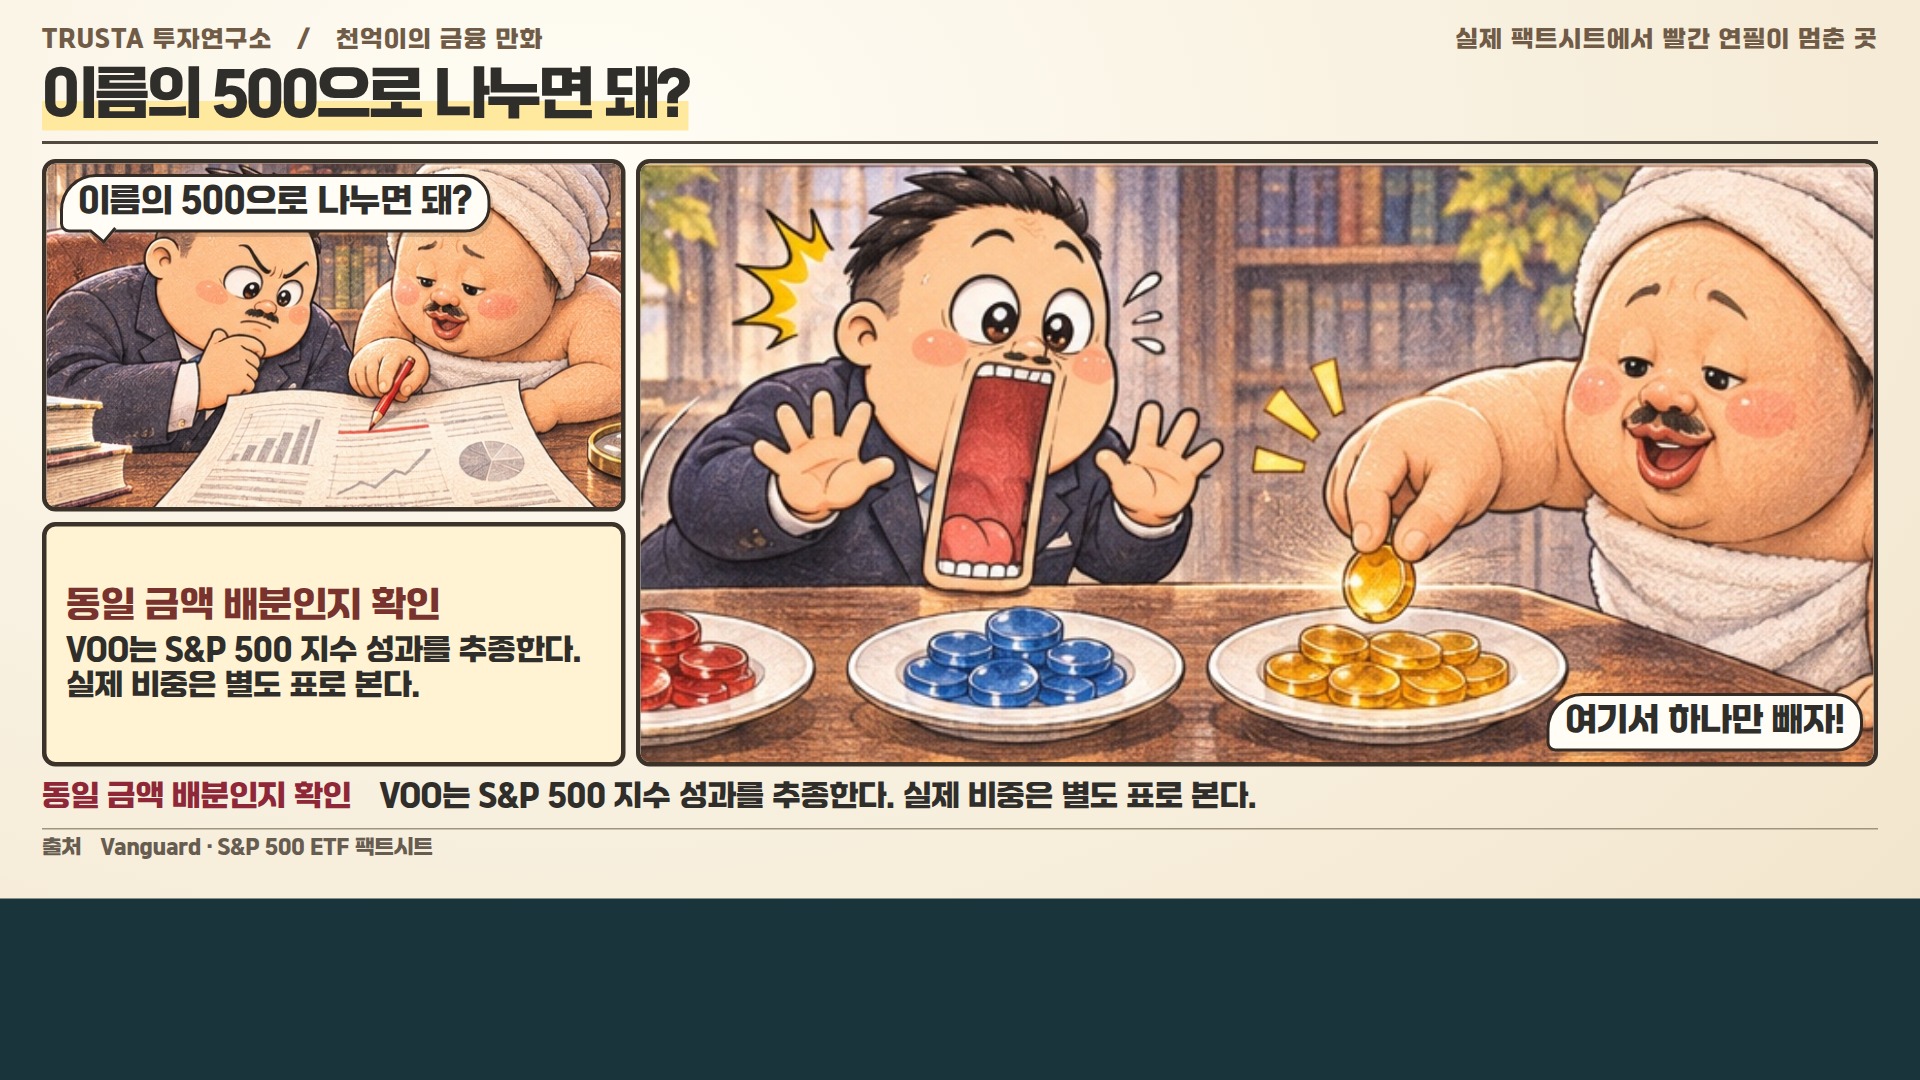 TRUSTA 투자연구소 / 천억이의 금융 만화
실제 팩트시트에서 빨간 연필이 멈춘 곳
이름의 500으로 나누면 돼?
이름의 500으로 나누면 돼?
동일 금액 배분인지 확인
VOO는 S&P 500 지수 성과를 추종한다.
실제 비중은 별도 표로 본다.
여기서 하나만 빼자!
동일 금액 배분인지 확인 VOO는 S&P 500 지수 성과를 추종한다. 실제 비중은 별도 표로 본다.
출처 Vanguard · S&P 500 ETF 팩트시트